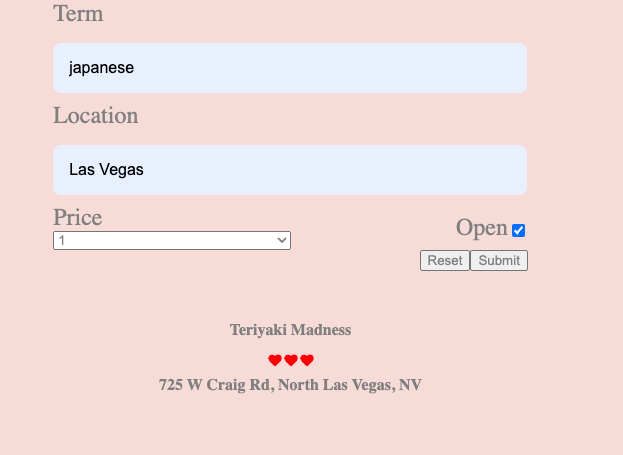 Term
japanese
Location
Las Vegas
Price
Open
1
Reset Submit
Teriyaki Madness
725 W Craig Rd, North Las Vegas, NV